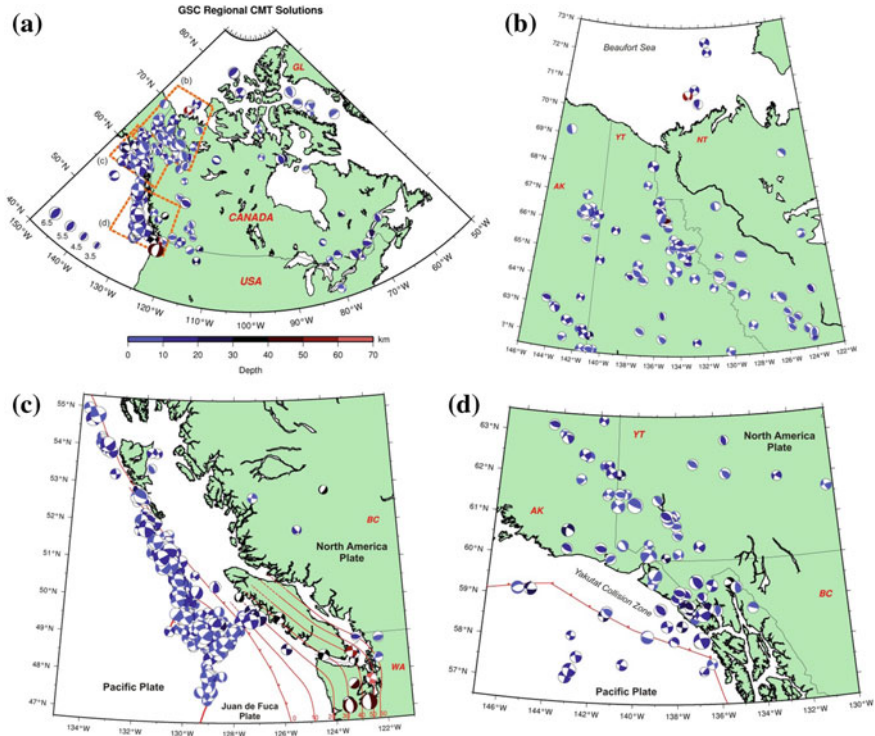 (a)
GSC Regional CMT Solutions
80°N
70°N
60°N
50°N
40°N
150°W
140°W
130°W
120°W
110°W
100°W
90°W
80°W
70°W
60°W
50°W
(b)
(c)
(d)
GL
CANADA
USA
6.5
5.5
4.5
3.5
0 10 20 30 40 50 60 70
km
Depth
(b)
73°N
72°N
71°N
70°N
69°N
68°N
67°N
66°N
65°N
64°N
63°N
Beaufort Sea
YT
NT
AK
146°W 144°W 142°W 140°W 138°W 136°W 134°W 132°W 130°W 128°W 126°W 124°W 122°W
(c)
55°N
54°N
53°N
52°N
51°N
50°N
49°N
48°N
47°N
BC
North America
Plate
WA
Pacific Plate
Juan de Fuca
Plate
0 10
134°W 132°W 130°W 128°W 126°W 124°W 122°W
(d)
63°N
62°N
61°N
60°N
59°N
58°N
57°N
YT
North America
Plate
AK
Yakutat Collision Zone
BC
Pacific Plate
146°W 144°W 142°W 140°W 138°W 136°W 134°W 132°W 130°W